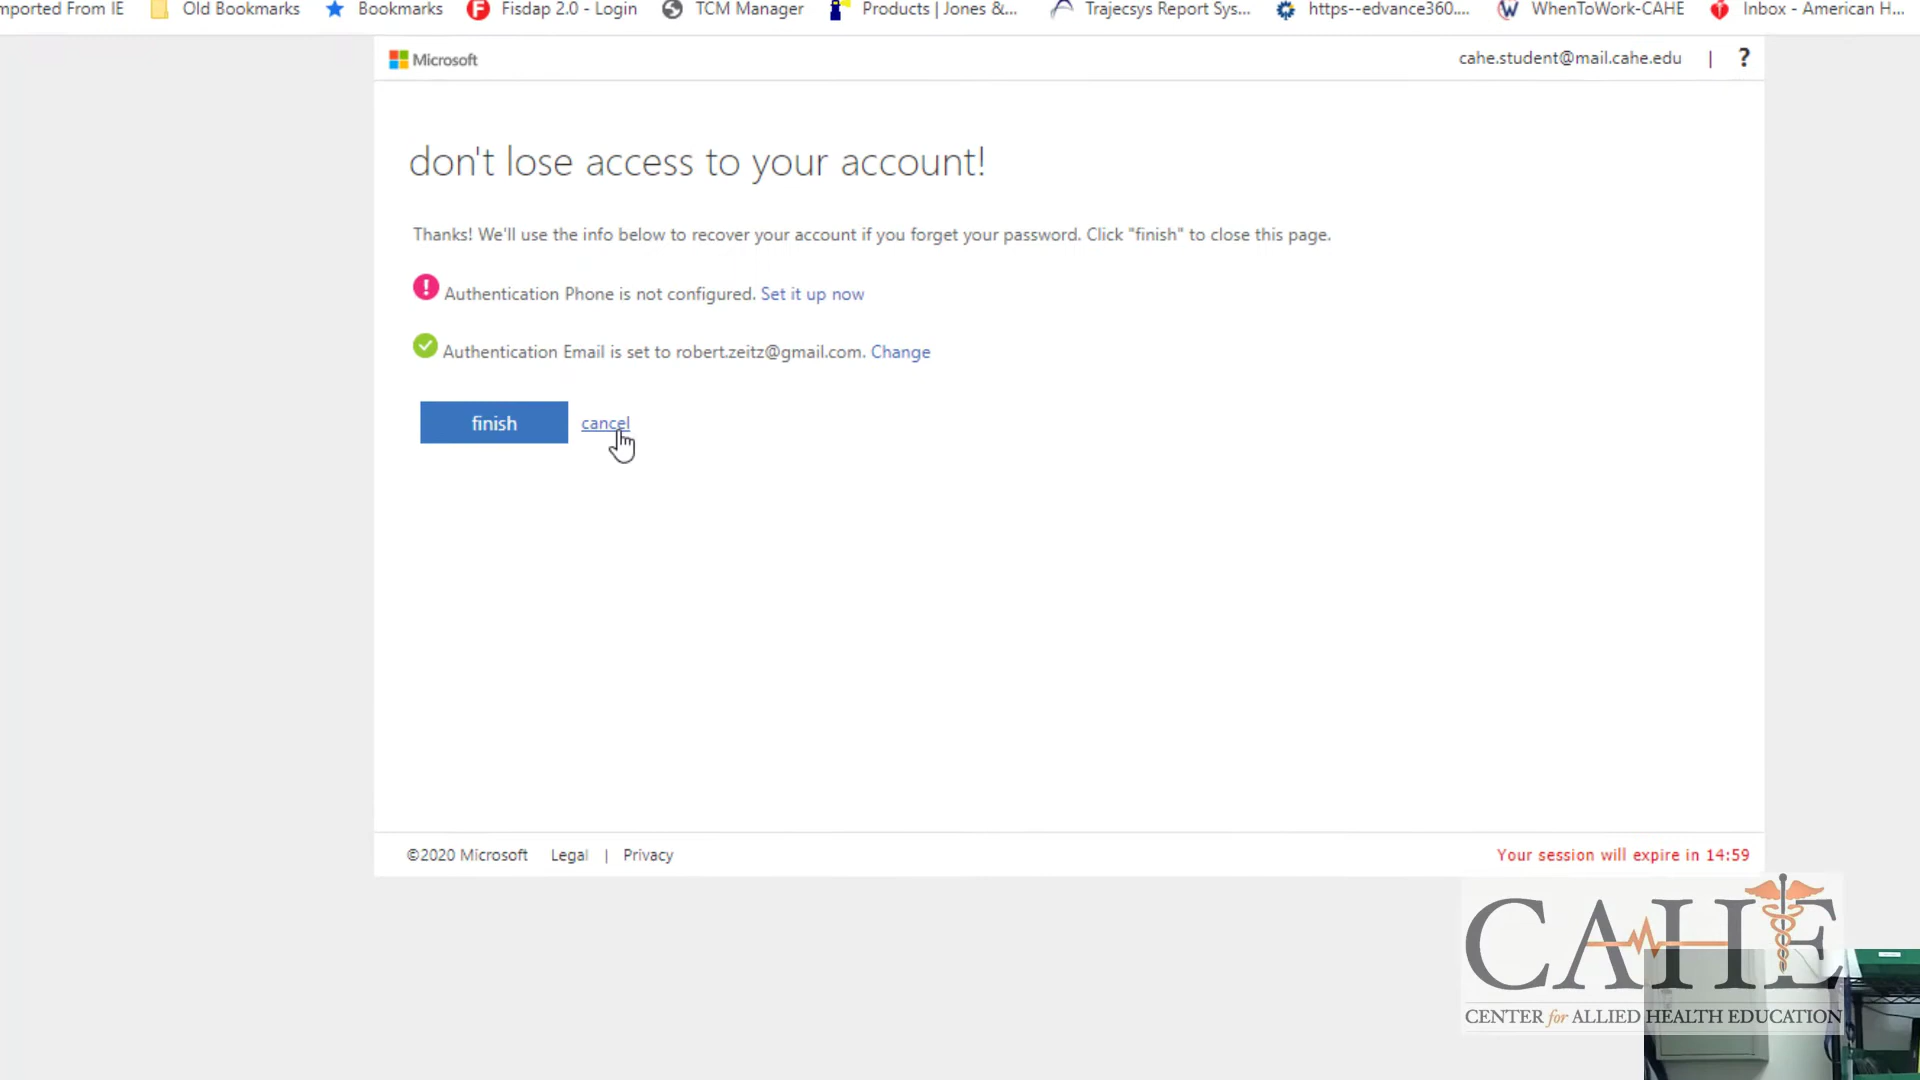 mported From IE Old Bookmarks Bookmarks Fisdap 2.0 - Login TCM Manager Products | Jones &... Trajecsys Report Sys... https--edvance360.... WhenToWork-CAHE Inbox - American H...
Microsoft cahe.student@mail.cahe.edu | ?
don't lose access to your account!
Thanks! We'll use the info below to recover your account if you forget your password. Click "finish" to close this page.
! Authentication Phone is not configured. Set it up now
Authentication Email is set to robert.zeitz@gmail.com. Change
finish cancel
©2020 Microsoft Legal | Privacy Your session will expire in 14:59
CAHE
CENTER for ALLIED HEALTH EDUCATION